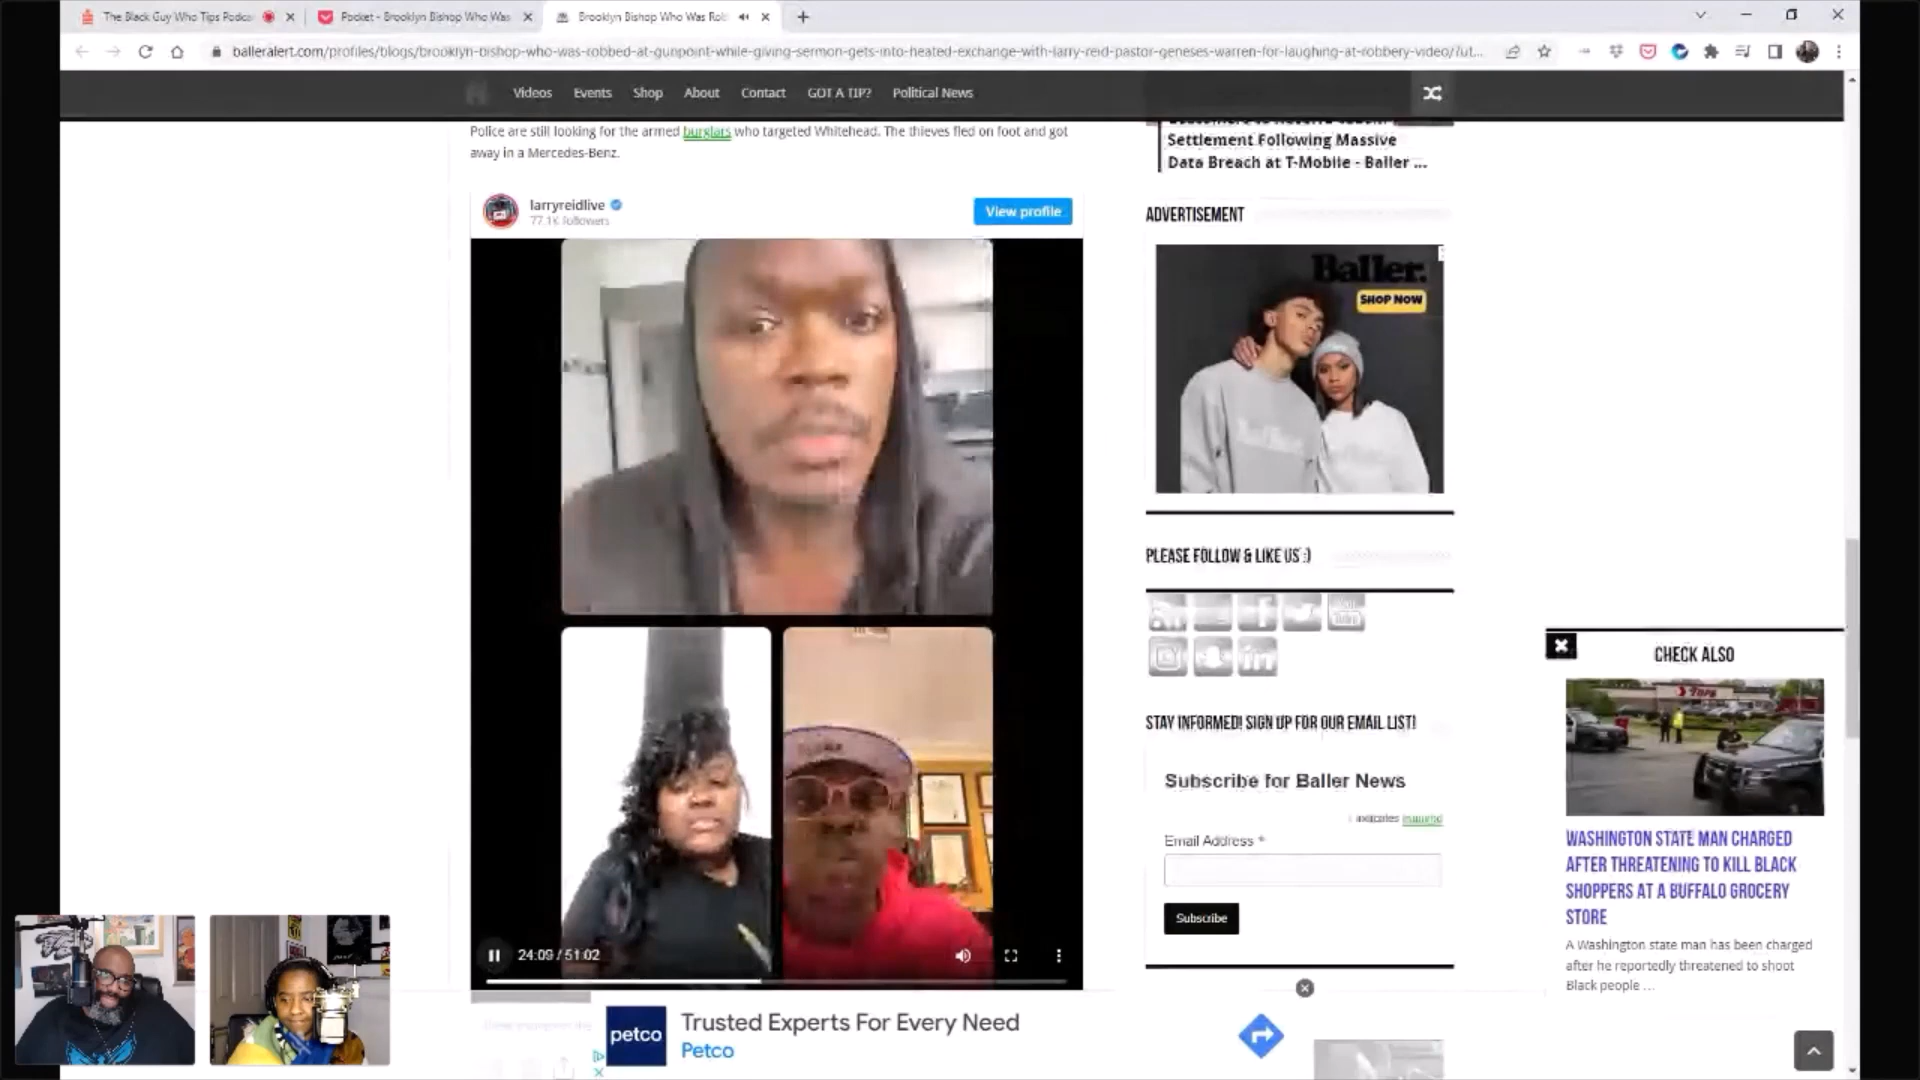 The Black Guy Who Tips Podca
Pocket - Brooklyn Bishop Who Was
Brooklyn Bishop Who Was Rob
balleralert.com/profiles/blogs/brooklyn-bishop-who-was-robbed-at-gunpoint-while-giving-sermon-gets-into-heated-exchange-with-larry-reid-pastor-geneses-warren-for-laughing-at-robbery-video/?ut...
Videos Events Shop About Contact GOT A TIP? Political News
Police are still looking for the armed burglars who targeted Whitehead. The thieves fled on foot and got
away in a Mercedes-Benz.
larryreidlive
77.1K followers
View profile
24:09 / 51:02
Settlement Following Massive
Data Breach at T-Mobile - Baller ...
ADVERTISEMENT
Baller.
SHOP NOW
PLEASE FOLLOW & LIKE US :)
STAY INFORMED! SIGN UP FOR OUR EMAIL LIST!
Subscribe for Baller News
indicates required
Email Address *
Subscribe
CHECK ALSO
WASHINGTON STATE MAN CHARGED
AFTER THREATENING TO KILL BLACK
SHOPPERS AT A BUFFALO GROCERY
STORE
A Washington state man has been charged
after he reportedly threatened to shoot
Black people ...
petco
Trusted Experts For Every Need
Petco